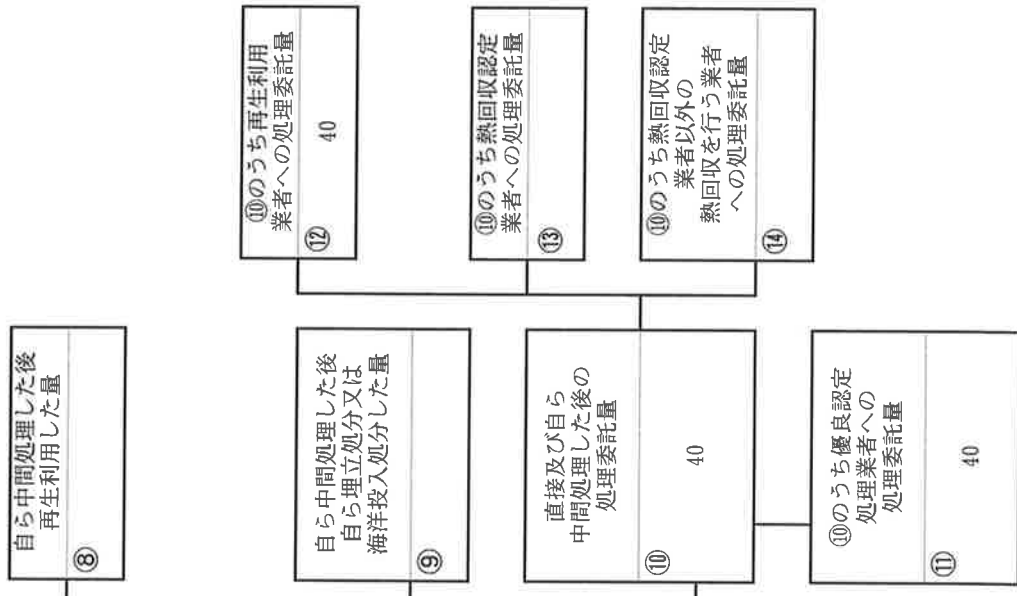 自ら中間処理した後
再生利用した量
⑧
自ら中間処理した後
自ら埋立処分又は
海洋投入処分した量
⑨
直接及び自ら
中間処理した後の
処理委託量
⑩
40
⑩のうち優良認定
処理業者への
処理委託量
⑪
40
⑩のうち再生利用
業者への処理委託量
⑫
40
⑩のうち熱回収認定
業者への処理委託量
⑬
⑩のうち熱回収認定
業者以外の
熱回収を行う業者
への処理委託量
⑭